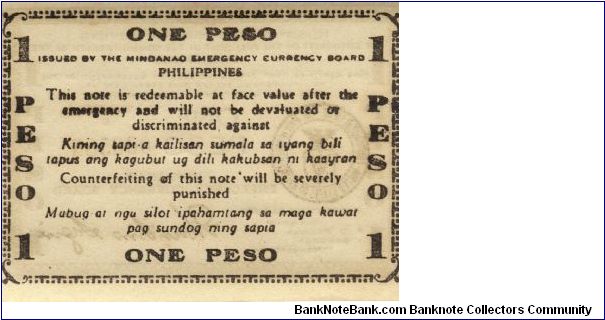 ONE PESO
1 1
ISSUED BY THE MINDANAO EMERGENCY CURRENCY BOARD
PHILIPPINES
This note is redeemable at face value after the
emergency and will not be devaluated or
discriminated against
Kining sapi-a kailisan sumala sa iyang bili
tapus ang kagubut ug dili kakubsan ni kaayran
Counterfeiting of this note will be severely
punished
Mabug-at nga silot ipahamtang sa maga kawat
pag sundog ning sapia
PESO PESO
1 ONE PESO 1
BankNoteBank.com Banknote Collectors Community